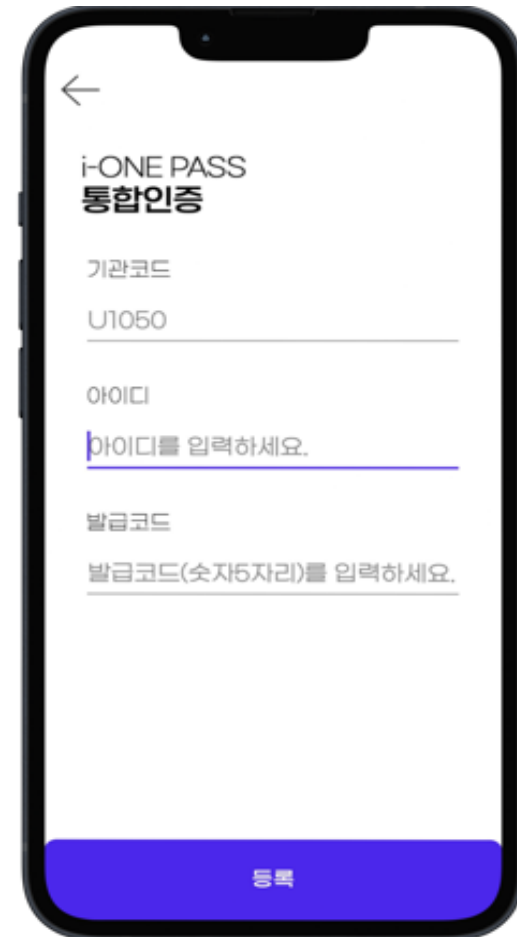 i-ONE PASS
통합인증
기관코드
U1050
아이디
아이디를 입력하세요.
발급코드
발급코드(숫자5자리)를 입력하세요.
등록